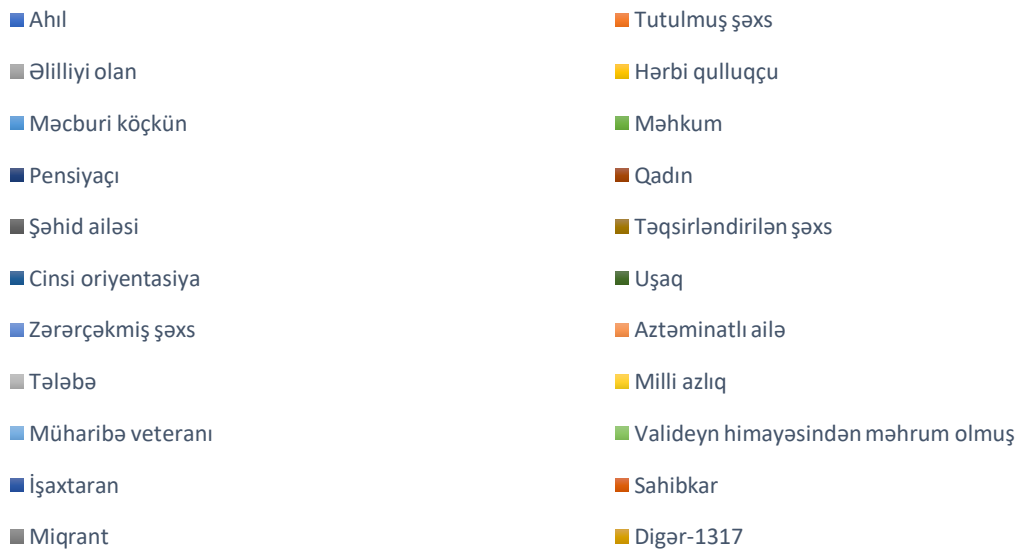 Ahıl
Tutulmuş şəxs
Əlilliyi olan
Hərbi qulluqçu
Məcburi köçkün
Məhkum
Pensiyaçı
Qadın
Şəhid ailəsi
Təqsirləndirilən şəxs
Cinsi oriyentasiya
Uşaq
Zərərçəkmiş şəxs
Aztəminatlı ailə
Tələbə
Milli azlıq
Müharibə veteranı
Valideyn himayəsindən məhrum olmuş
İşaxtaran
Sahibkar
Miqrant
Digər-1317